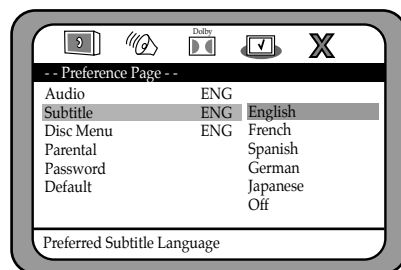 Dolby
- - Preference Page - -
Audio ENG
Subtitle ENG English
Disc Menu ENG French
Parental Spanish
Password German
Default Japanese
Off
Preferred Subtitle Language